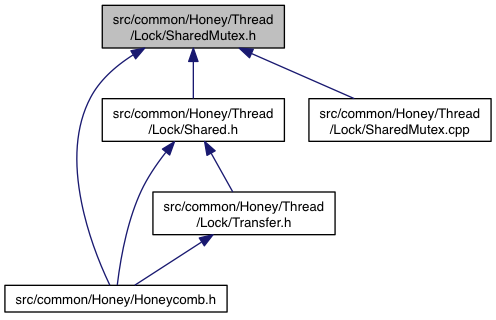 src/common/Honey/Thread
/Lock/SharedMutex.h
src/common/Honey/Thread
/Lock/Shared.h
src/common/Honey/Thread
/Lock/SharedMutex.cpp
src/common/Honey/Thread
/Lock/Transfer.h
src/common/Honey/Honeycomb.h